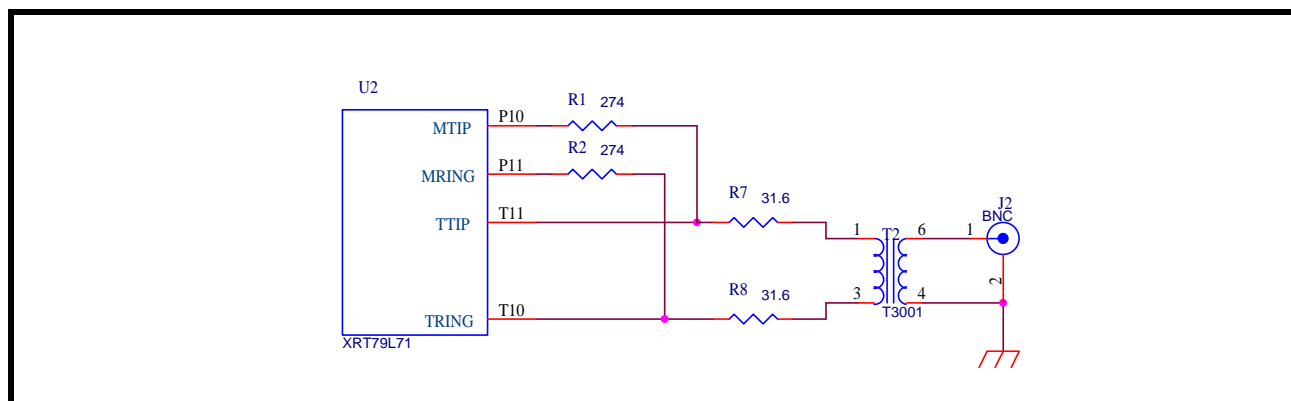 U2
R1 274
MTIP P10
R2 274
MRING P11
R7 31.6
TTIP T11
J2
BNC
1 T2 6 1
2
R8 31.6
3 4
TRING T10
T3001
XRT79L71